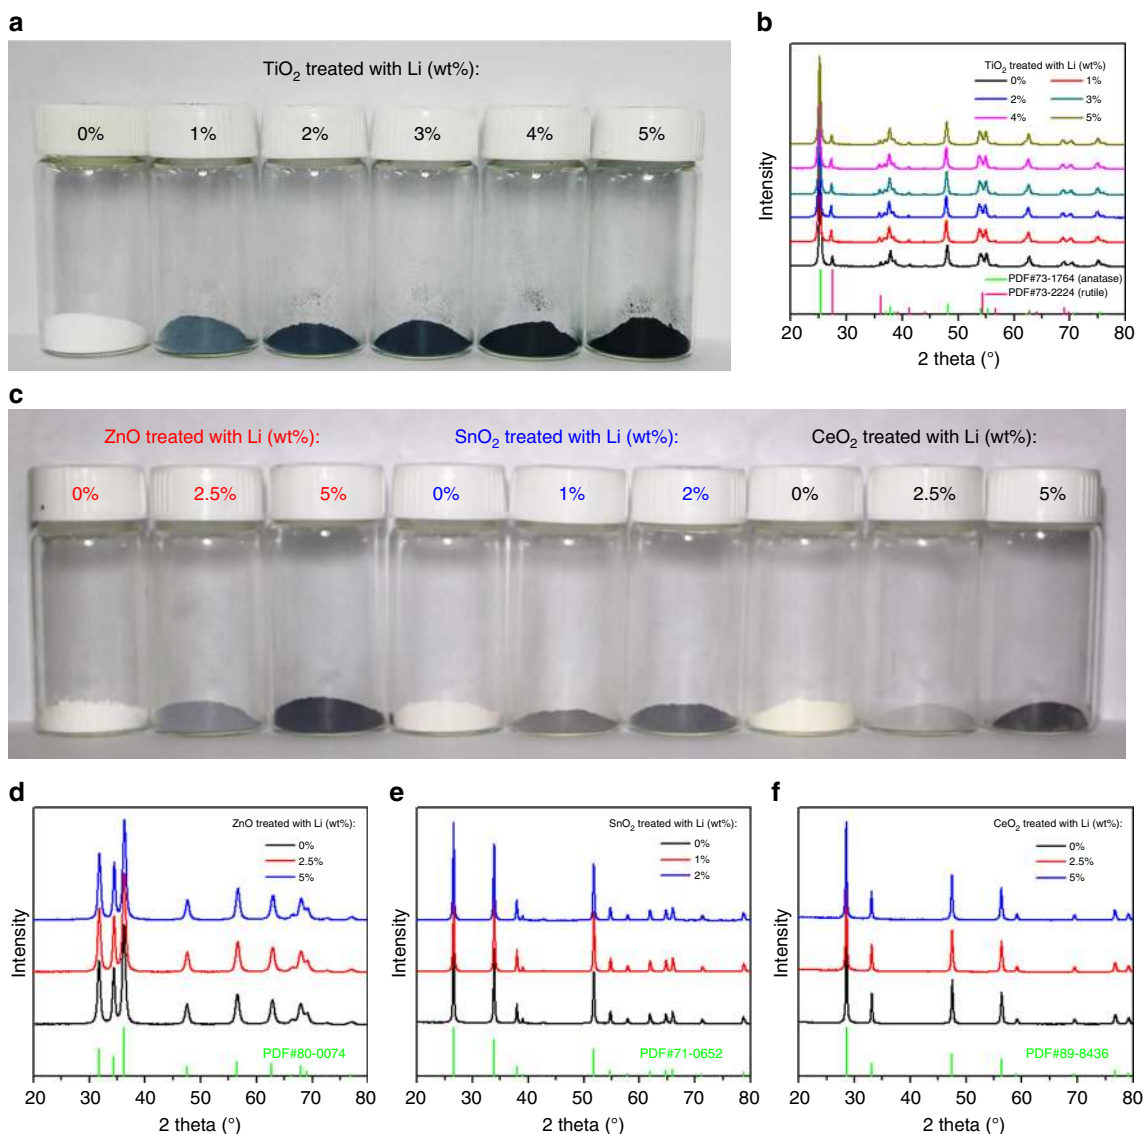 a
TiO2 treated with Li (wt%):
0% 1% 2% 3% 4% 5%
b
TiO2 treated with Li (wt%)
0% 1%
2% 3%
4% 5%
Intensity
PDF#73-1764 (anatase)
PDF#73-2224 (rutile)
20 30 40 50 60 70 80
2 theta (°)
c
ZnO treated with Li (wt%): SnO2 treated with Li (wt%): CeO2 treated with Li (wt%):
0% 2.5% 5% 0% 1% 2% 0% 2.5% 5%
d
ZnO treated with Li (wt%):
0%
2.5%
5%
Intensity
PDF#80-0074
20 30 40 50 60 70 80
2 theta (°)
e
SnO2 treated with Li (wt%):
0%
1%
2%
Intensity
PDF#71-0652
20 30 40 50 60 70 80
2 theta (°)
f
CeO2 treated with Li (wt%):
0%
2.5%
5%
Intensity
PDF#89-8436
20 30 40 50 60 70 80
2 theta (°)